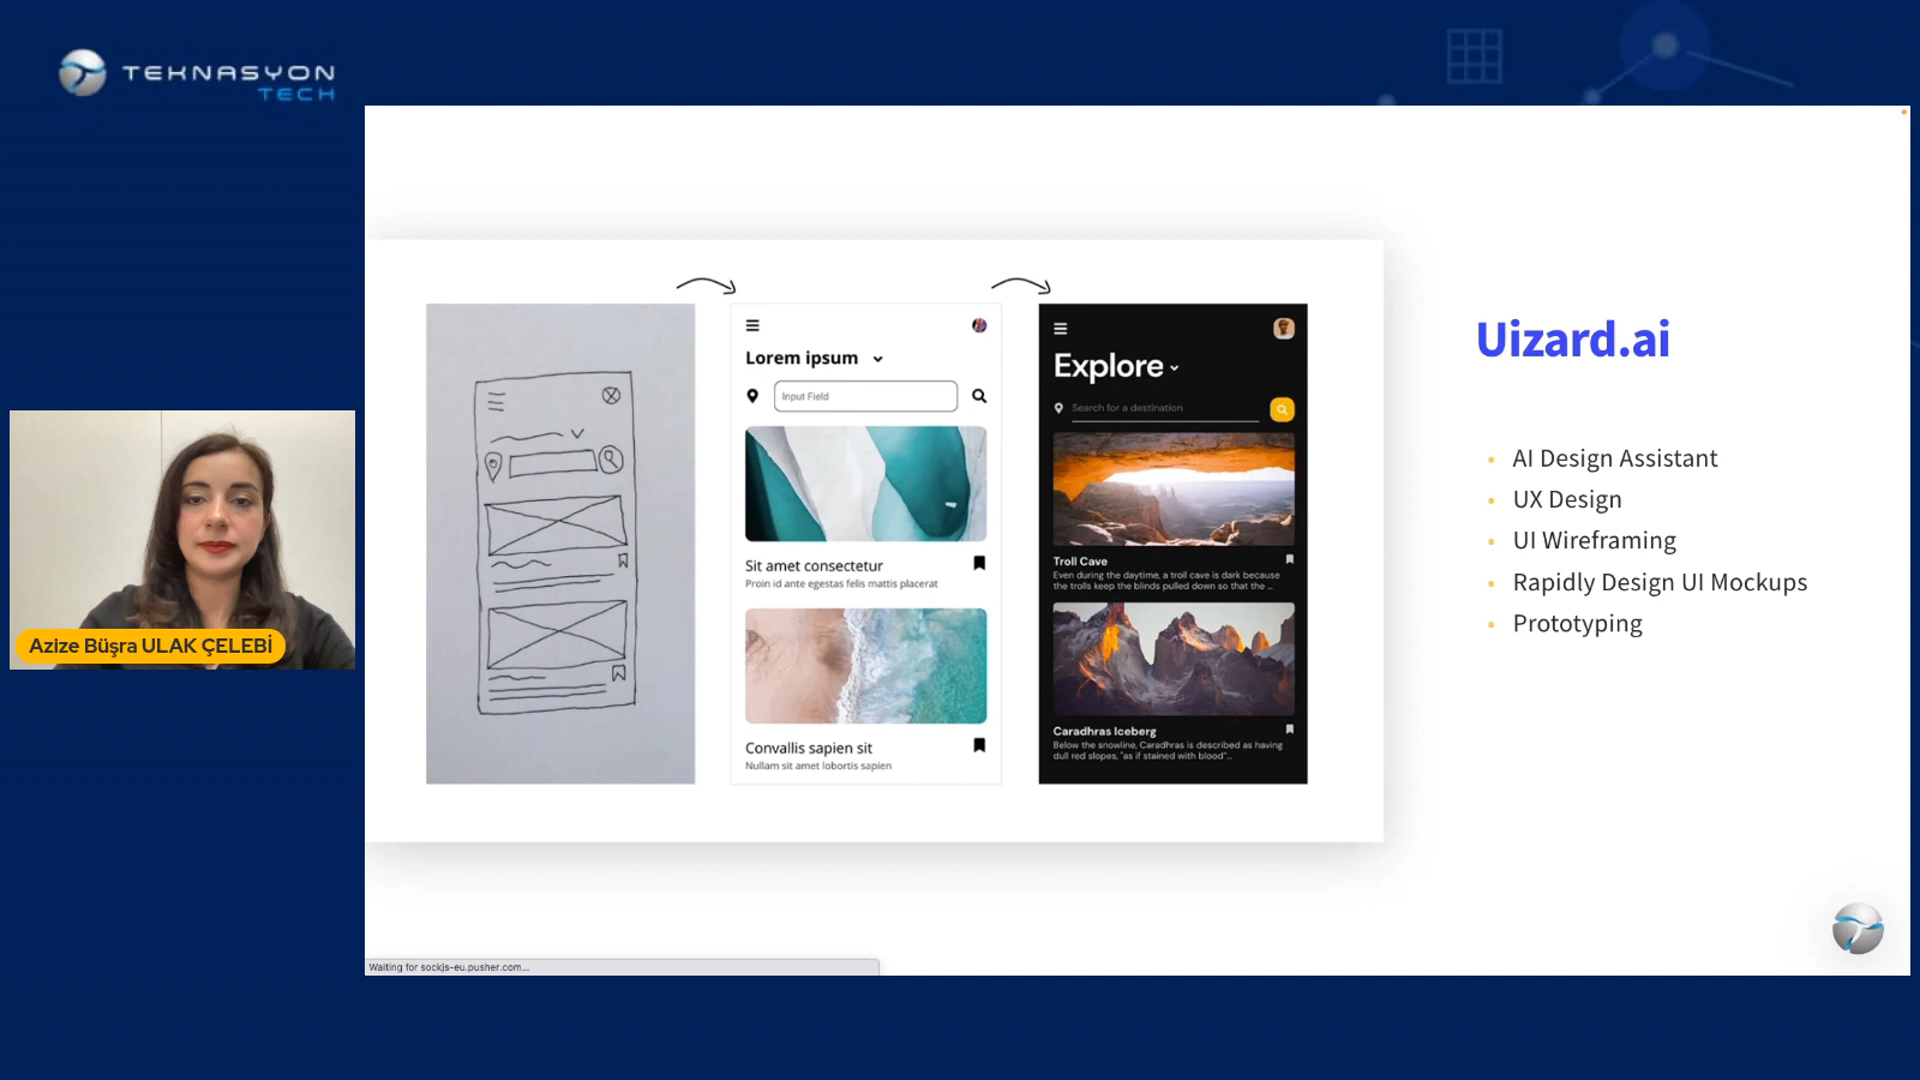 TEKNASYON
TECH
Azize Büşra ULAK ÇELEBİ
Lorem ipsum
Input Field
Sit amet consectetur
Proin id ante egestas felis mattis placerat
Convallis sapien sit
Nullam sit amet lobortis sapien
Explore
Search for a destination
Troll Cave
Even during the daytime, a troll cave is dark because
the trolls keep the blinds pulled down so that the ...
Caradhras Iceberg
Below the snowline, Caradhras is described as having
dull red slopes, "as if stained with blood"...
Uizard.ai
• AI Design Assistant
• UX Design
• UI Wireframing
• Rapidly Design UI Mockups
• Prototyping
Waiting for sockjs-eu.pusher.com...